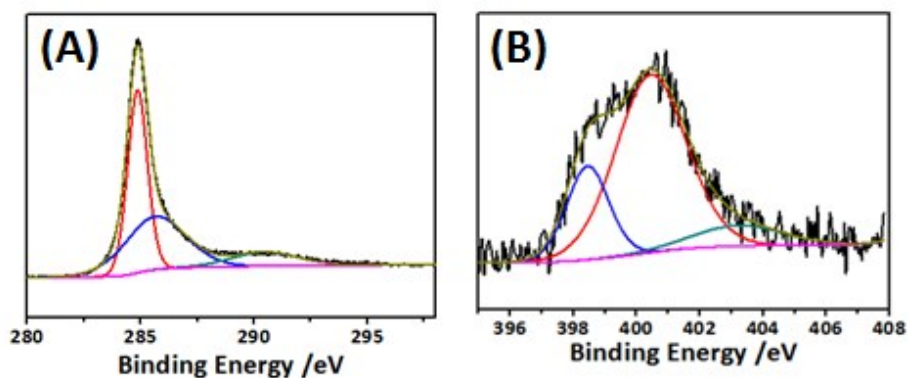 (A)
280 285 290 295
Binding Energy /eV
(B)
396 398 400 402 404 406 408
Binding Energy /eV